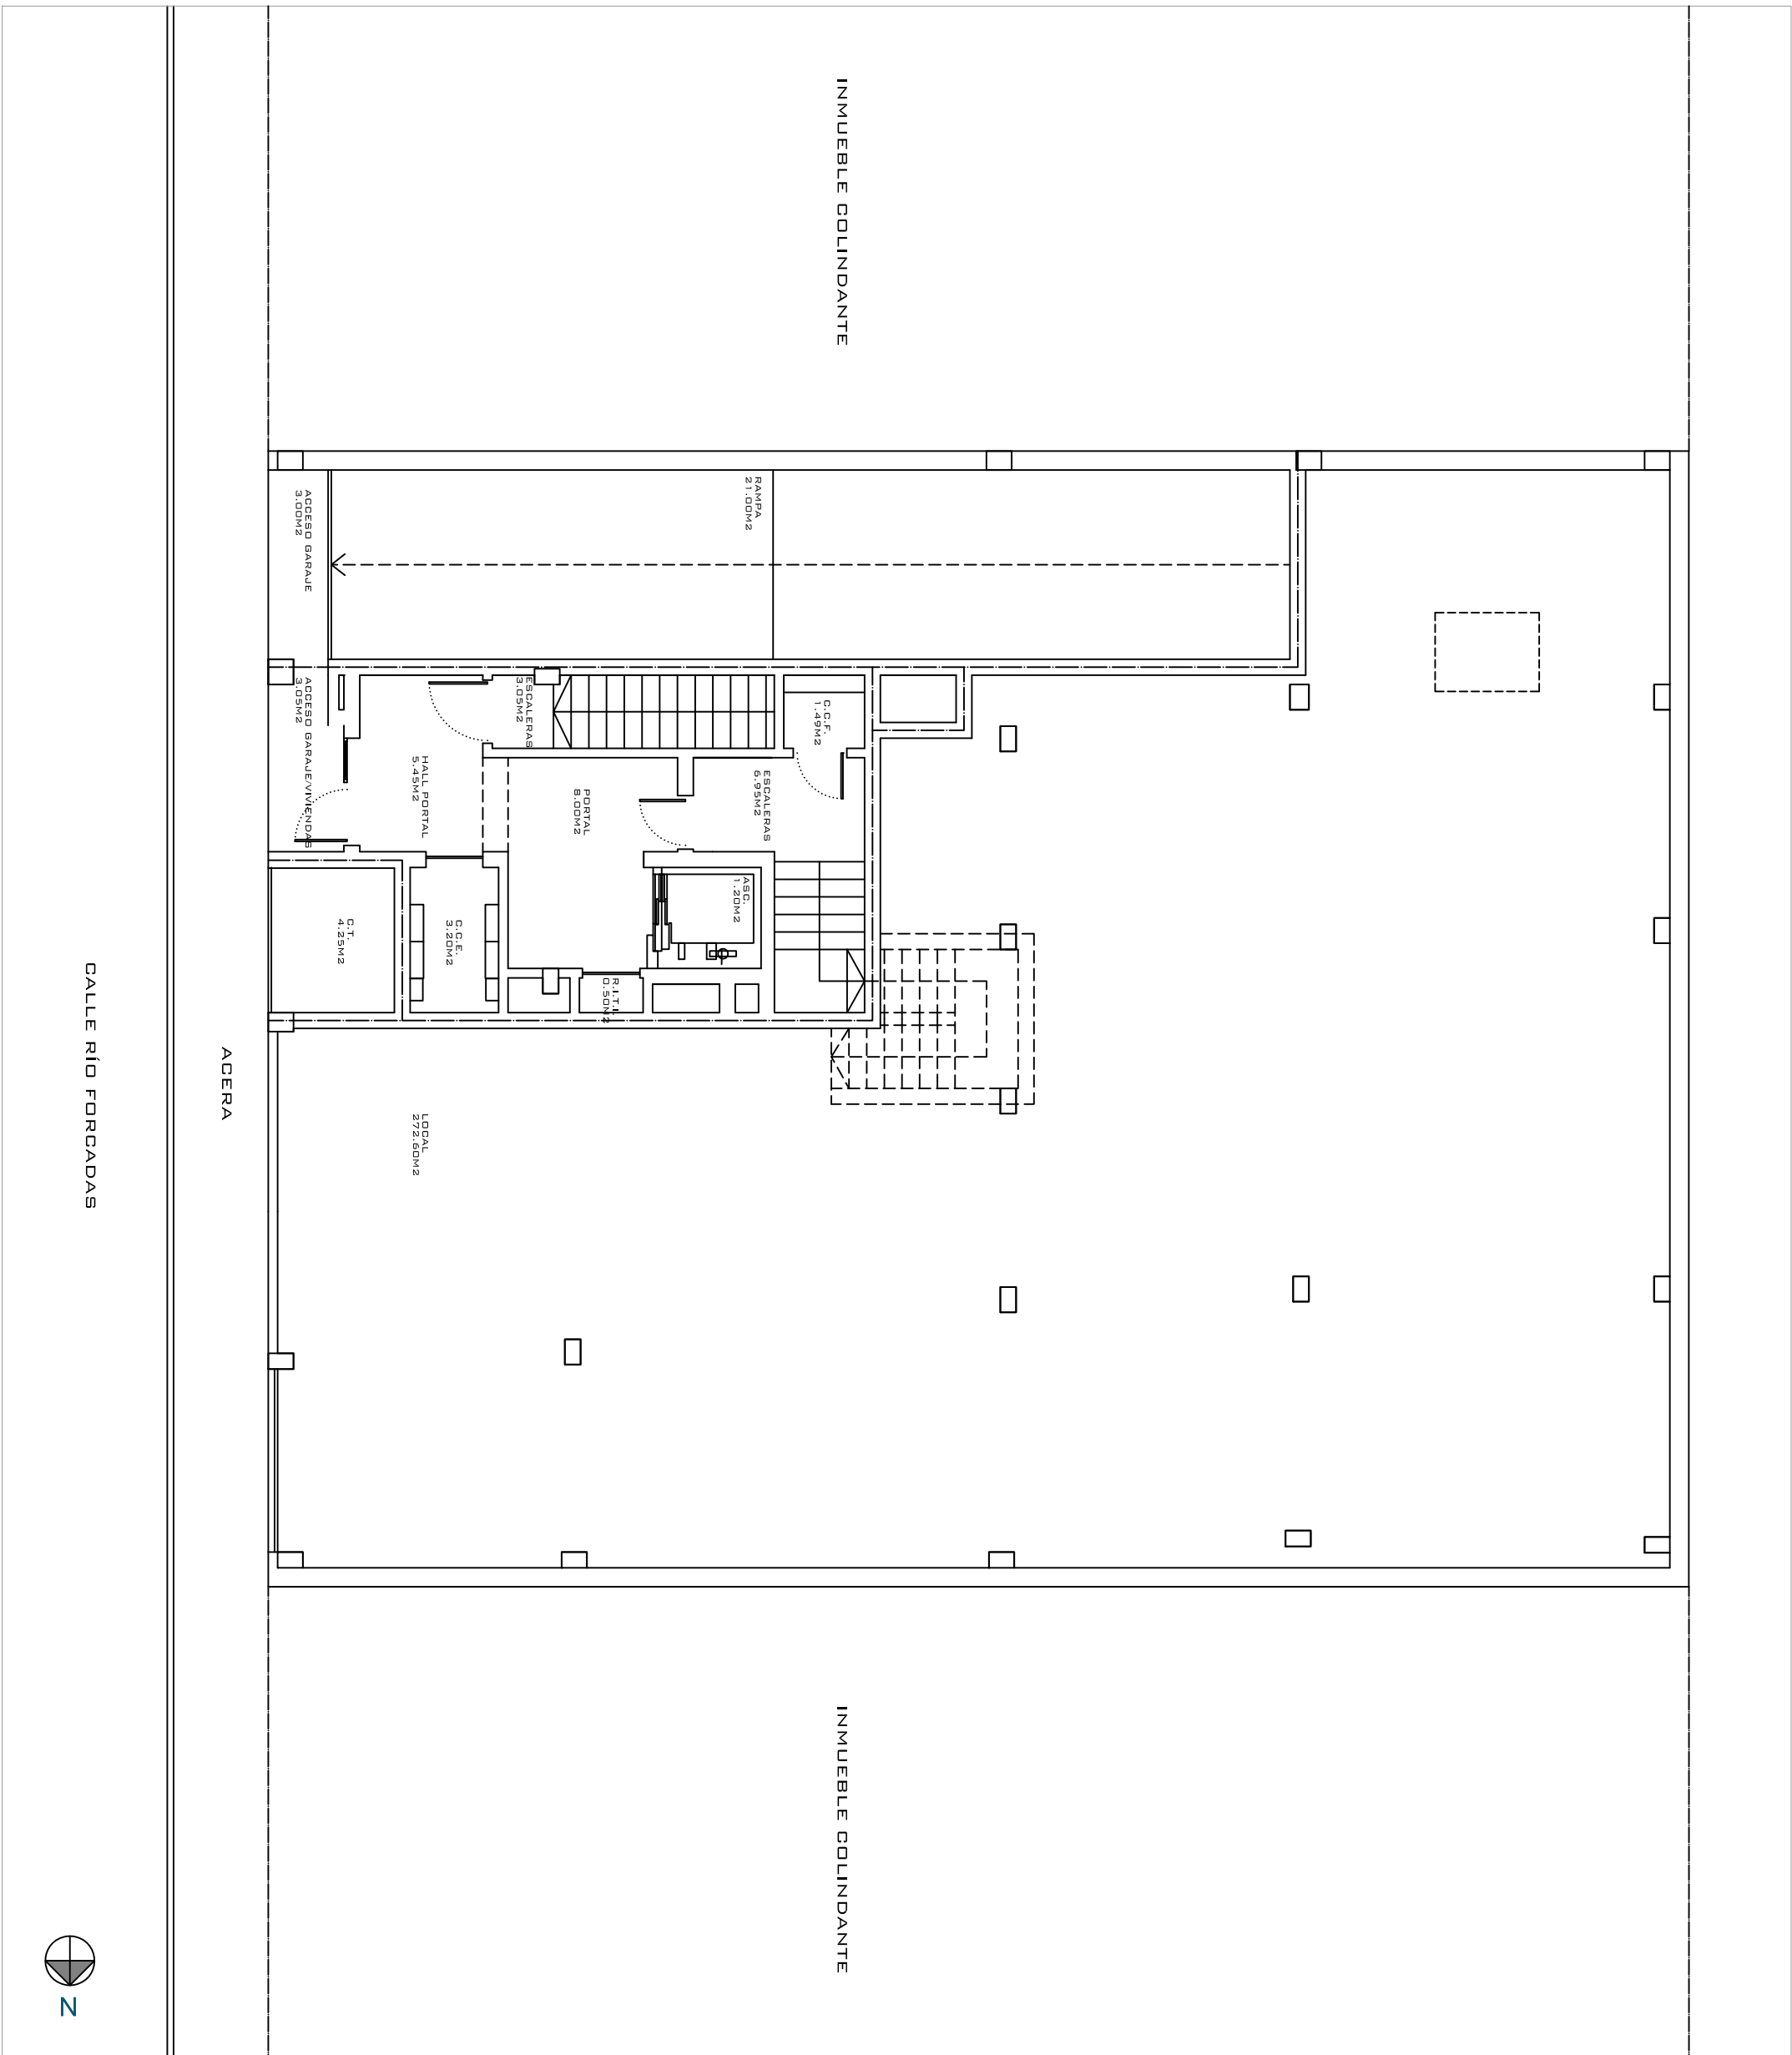 INMUEBLE COLINDANTE
RAMPA
21.00M2
ACCESO GARAJE
3.00M2
ACCESO GARAJE/VIVIENDAS
3.05M2
ESCALERAS
3.05M2
C.C.F.
1.49M2
HALL PORTAL
5.45M2
PORTAL
8.00M2
ESCALERAS
6.95M2
ASC.
1.20M2
C.T.
4.25M2
C.C.E.
3.20M2
R.I.T.I.
0.50M2
LOCAL
272.60M2
ACERA
CALLE RÍO FORCADAS
INMUEBLE COLINDANTE
N